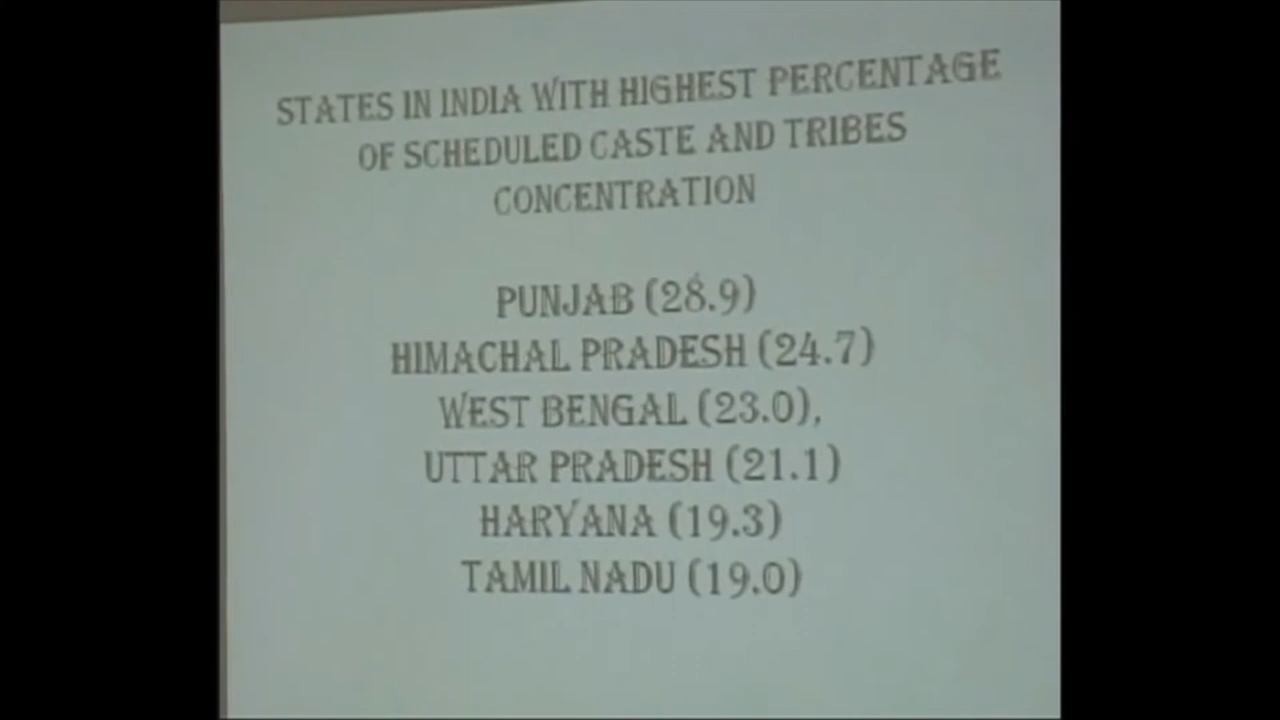 STATES IN INDIA WITH HIGHEST PERCENTAGE
OF SCHEDULED CASTE AND TRIBES
CONCENTRATION
PUNJAB (28.9)
HIMACHAL PRADESH (24.7)
WEST BENGAL (23.0),
UTTAR PRADESH (21.1)
HARYANA (19.3)
TAMIL NADU (19.0)